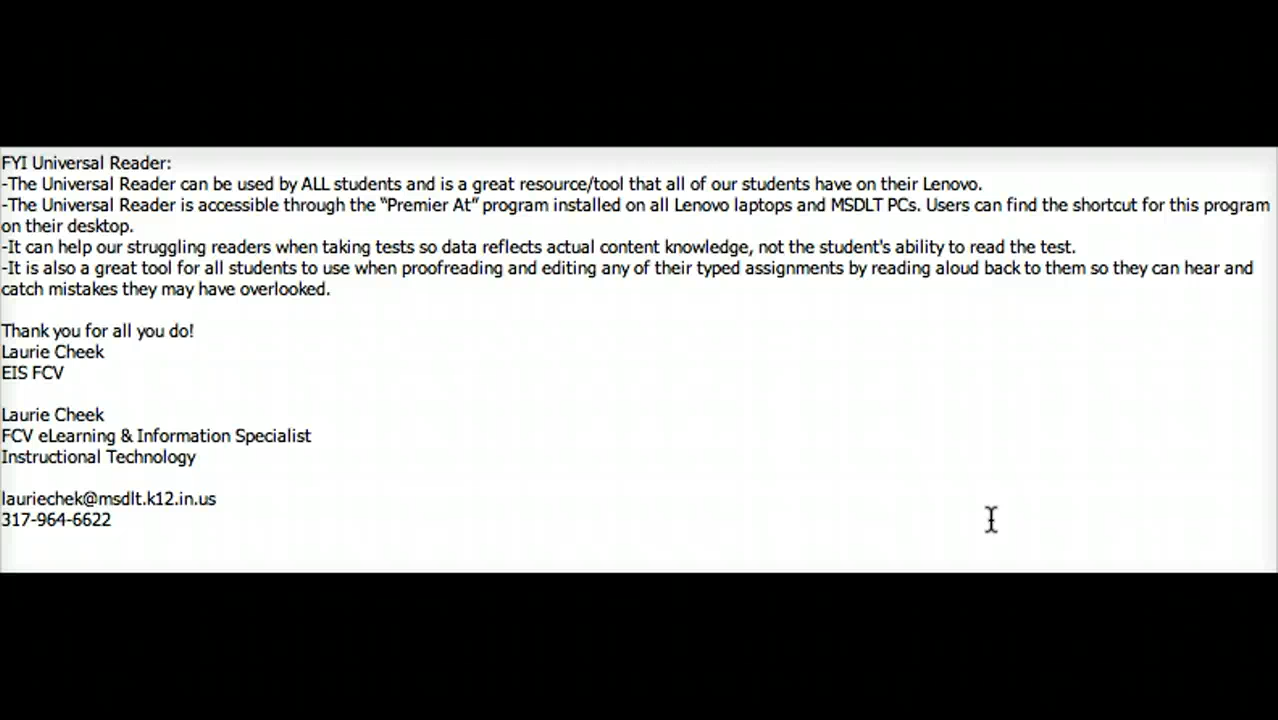 FYI Universal Reader:
-The Universal Reader can be used by ALL students and is a great resource/tool that all of our students have on their Lenovo.
-The Universal Reader is accessible through the “Premier At” program installed on all Lenovo laptops and MSDLT PCs. Users can find the shortcut for this program
on their desktop.
-It can help our struggling readers when taking tests so data reflects actual content knowledge, not the student's ability to read the test.
-It is also a great tool for all students to use when proofreading and editing any of their typed assignments by reading aloud back to them so they can hear and
catch mistakes they may have overlooked.
Thank you for all you do!
Laurie Cheek
EIS FCV
Laurie Cheek
FCV eLearning & Information Specialist
Instructional Technology
lauriechek@msdlt.k12.in.us
317-964-6622